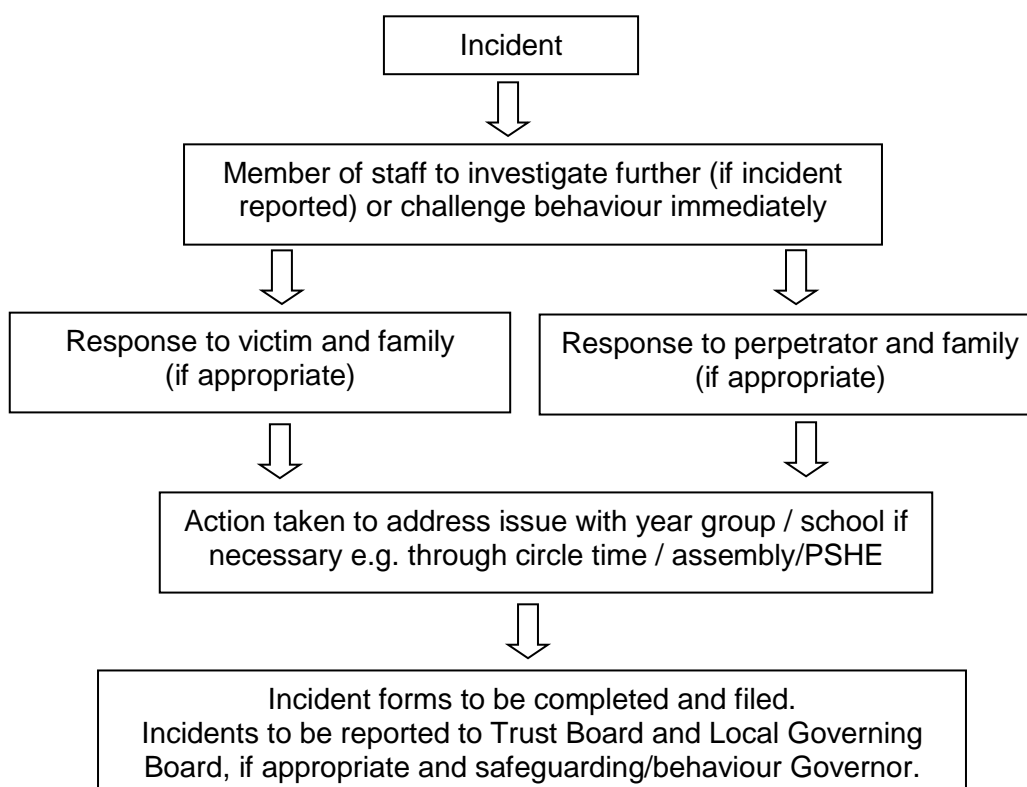 Incident
Member of staff to investigate further (if incident
reported) or challenge behaviour immediately
Response to victim and family
(if appropriate)
Response to perpetrator and family
(if appropriate)
Action taken to address issue with year group / school if
necessary e.g. through circle time / assembly/PSHE
Incident forms to be completed and filed.
Incidents to be reported to Trust Board and Local Governing
Board, if appropriate and safeguarding/behaviour Governor.